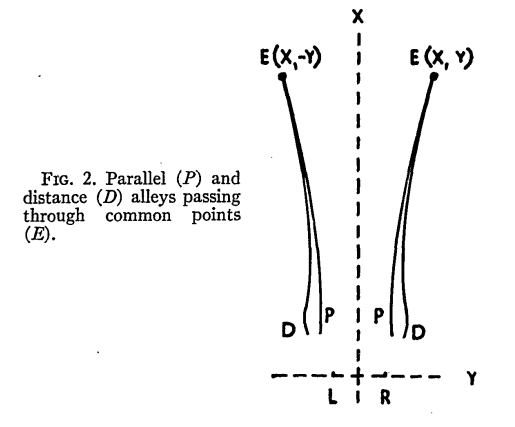 X
E(X,-Y)
E(X, Y)
FIG. 2. Parallel (P) and
distance (D) alleys passing
through common points
(E).
D
P
P
D
Y
L
R